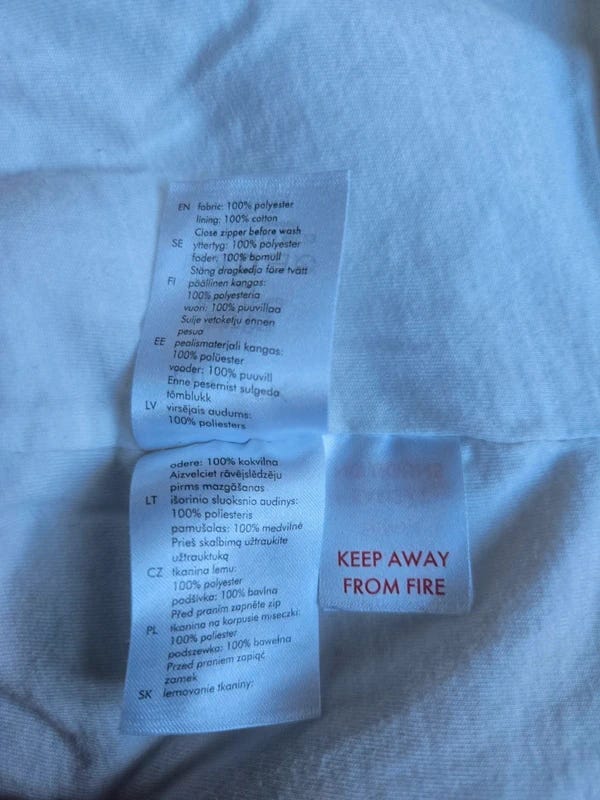 EN fabric: 100% polyester
lining: 100% cotton
Close zipper before wash
SE yttertyg: 100% polyester
foder: 100% bomull
Stäng dragkedja före tvätt
FI päällinen kangas:
100% polyesteria
vuori: 100% puuvillaa
Sulje vetoketju ennen
pesua
EE pealismaterjali kangas:
100% polüester
vooder: 100% puuvill
Enne pesemist sulgeda
tõmblukk
LV virsējais audums:
100% poliesters
odere: 100% kokvilna
Aizvelciet rāvējslēdzēju
pirms mazgāšanas
LT išorinio sluoksnio audinys:
100% poliesteris
pamušalas: 100% medvilnė
Prieš skalbimą užtraukite
užtrauktuką
CZ tkanina lemu:
100% polyester
podšívka: 100% bavlna
Před praním zapněte zip
PL tkanina na korpusie miseczki:
100% poliester
podszewka: 100% bawełna
Przed praniem zapiąć
zamek
SK lemovanie tkaniny:
KEEP AWAY
FROM FIRE